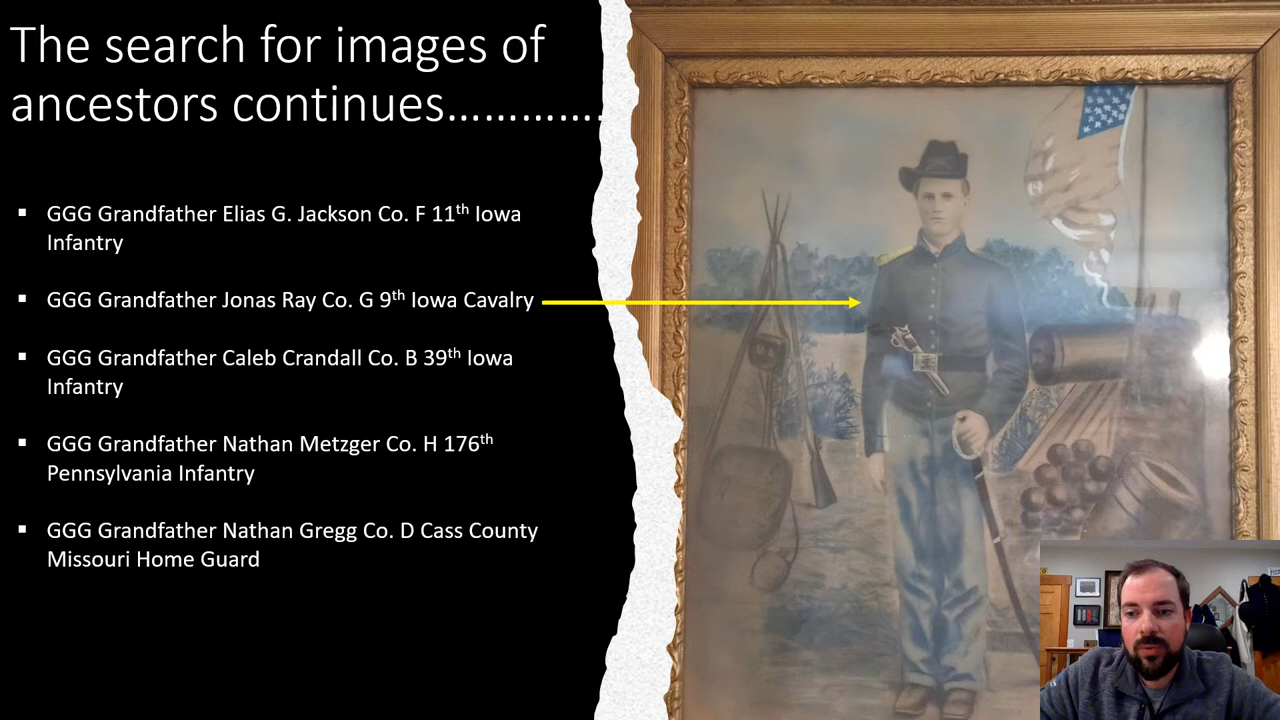 The search for images of
ancestors continues…………..
▪ GGG Grandfather Elias G. Jackson Co. F 11th Iowa
Infantry
▪ GGG Grandfather Jonas Ray Co. G 9th Iowa Cavalry
▪ GGG Grandfather Caleb Crandall Co. B 39th Iowa
Infantry
▪ GGG Grandfather Nathan Metzger Co. H 176th
Pennsylvania Infantry
▪ GGG Grandfather Nathan Gregg Co. D Cass County
Missouri Home Guard